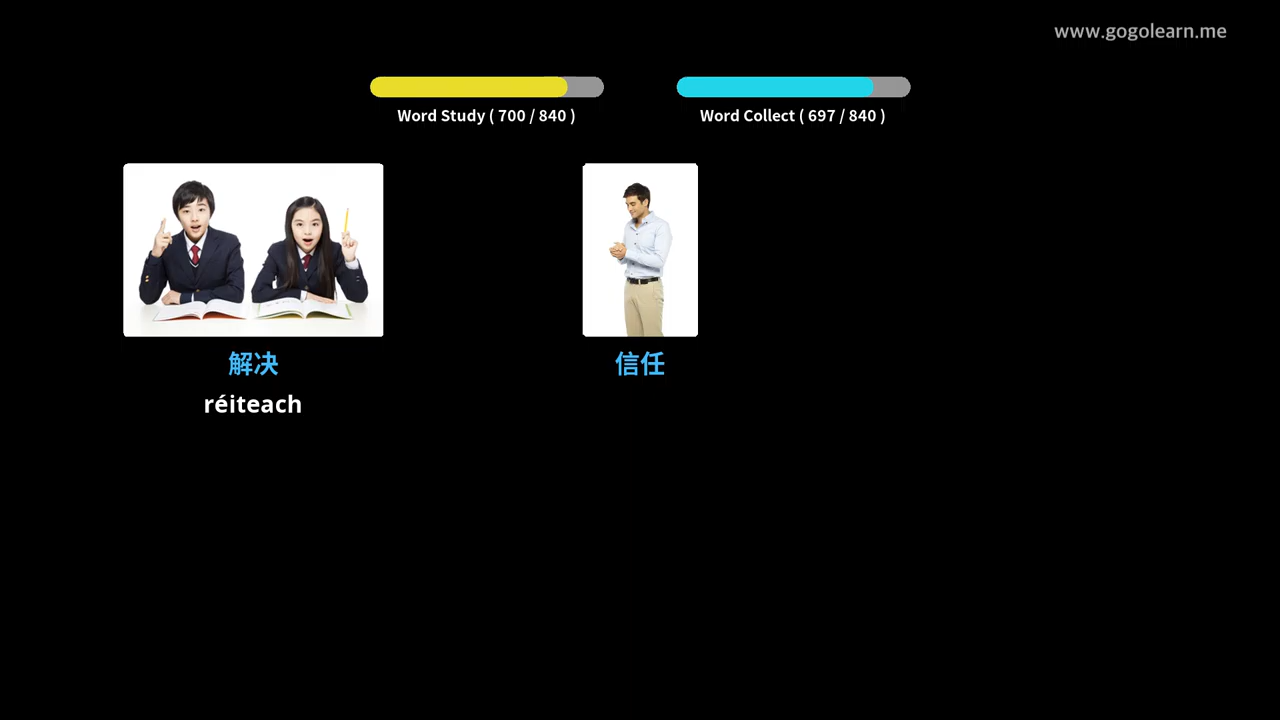 www.gogolearn.me
Word Study ( 700 / 840 )
Word Collect ( 697 / 840 )
解决
réiteach
信任